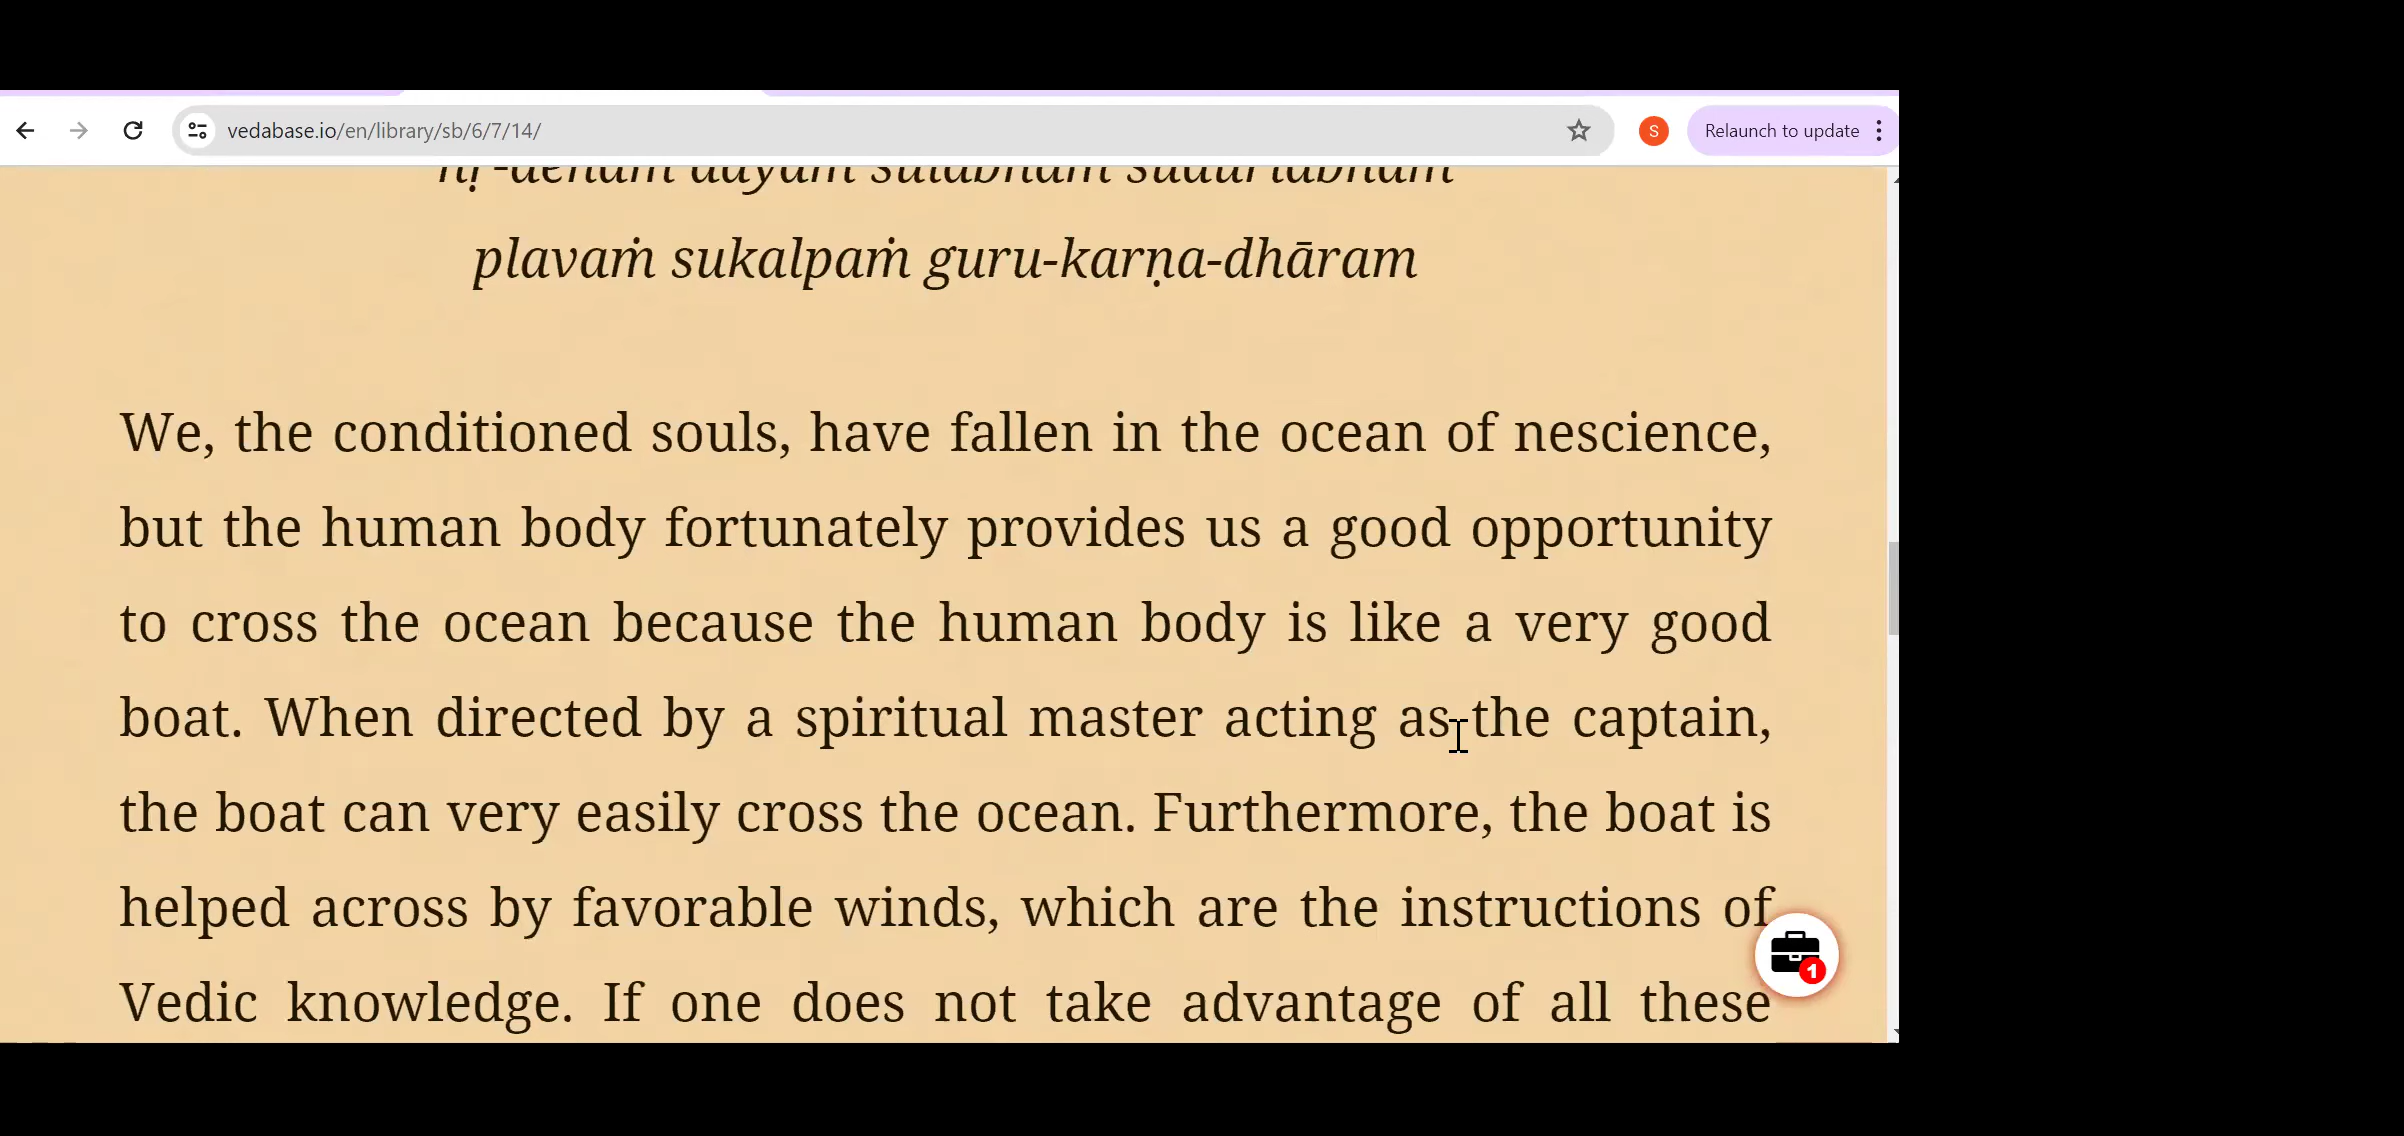 vedabase.io/en/library/sb/6/7/14/
S
Relaunch to update
plavaṁ sukalpaṁ guru-karṇa-dhāram
We, the conditioned souls, have fallen in the ocean of nescience,
but the human body fortunately provides us a good opportunity
to cross the ocean because the human body is like a very good
boat. When directed by a spiritual master acting as the captain,
the boat can very easily cross the ocean. Furthermore, the boat is
helped across by favorable winds, which are the instructions of
1
Vedic knowledge. If one does not take advantage of all these